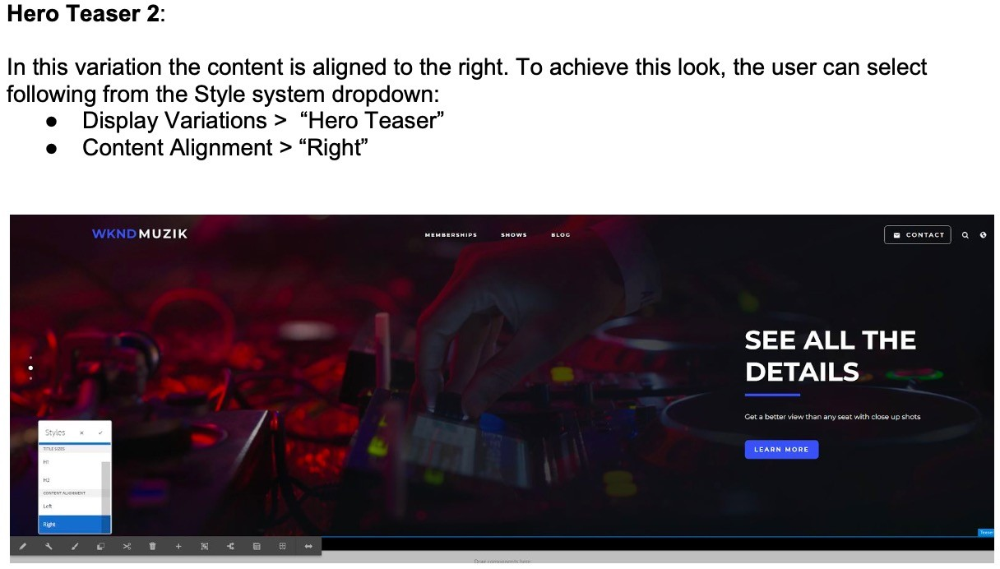 Hero Teaser 2:
In this variation the content is aligned to the right. To achieve this look, the user can select
following from the Style system dropdown:
● Display Variations > “Hero Teaser”
● Content Alignment > “Right”
WKNDMUZIK
MEMBERSHIPS SHOWS BLOG
CONTACT
SEE ALL THE
DETAILS
Get a better view than any seat with close up shots
LEARN MORE
Styles
TITLE SIZES
H1
H2
CONTENT ALIGNMENT
Left
Right
Teaser
Drag components here